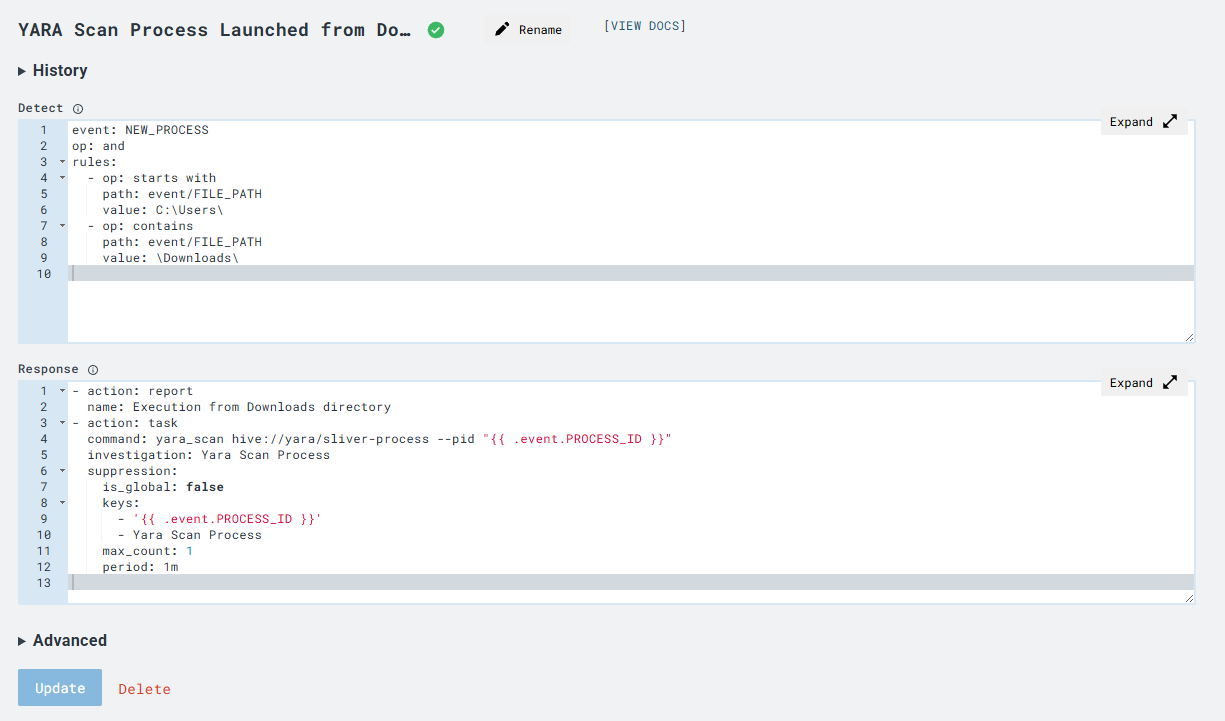 YARA Scan Process Launched from Do…
Rename
[VIEW DOCS]
History
Detect
Expand
1 event: NEW_PROCESS
2 op: and
3 rules:
4   - op: starts with
5     path: event/FILE_PATH
6     value: C:\Users\
7   - op: contains
8     path: event/FILE_PATH
9     value: \Downloads\
10
Response
Expand
1 - action: report
2   name: Execution from Downloads directory
3 - action: task
4   command: yara_scan hive://yara/sliver-process --pid "{{ .event.PROCESS_ID }}"
5   investigation: Yara Scan Process
6   suppression:
7     is_global: false
8     keys:
9       - '{{ .event.PROCESS_ID }}'
10       - Yara Scan Process
11     max_count: 1
12     period: 1m
13
Advanced
Update
Delete